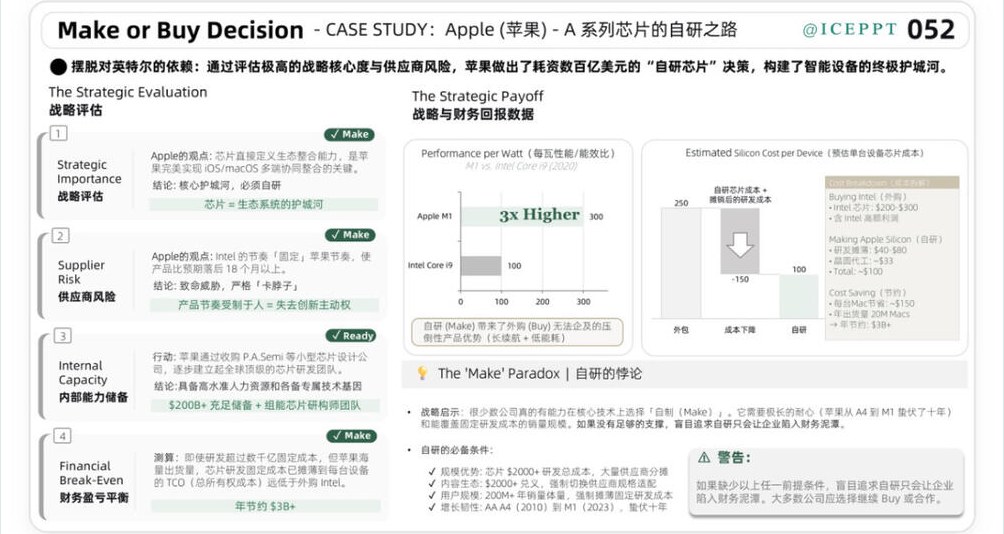 Make or Buy Decision - CASE STUDY：Apple (苹果) - A 系列芯片的自研之路
@ICEPPT 052
摆脱对英特尔的依赖：通过评估极高的战略核心度与供应商风险，苹果做出了耗资数百亿美元的“自研芯片”决策，构建了智能设备的终极护城河。
The Strategic Evaluation
战略评估
1
✓ Make
Strategic
Importance
战略评估
Apple的观点：芯片直接定义生态整合能力，是苹
果完美实现 iOS/macOS 多端协同整合的关键。
结论：核心护城河，必须自研
芯片 = 生态系统的护城河
2
✓ Make
Supplier
Risk
供应商风险
Apple的观点：Intel 的节奏「固定」苹果节奏，使
产品比预期落后 18 个月以上。
结论：致命威胁，严格「卡脖子」
产品节奏受制于人 = 失去创新主动权
3
✓ Ready
Internal
Capacity
内部能力储备
行动：苹果通过收购 P.A.Semi 等小型芯片设计公
司，逐步建立起全球顶级的芯片研发团队。
结论:具备高水准人力资源和各备专属技术基因
$200B+ 充足储备 + 组能芯片研构师团队
4
✓ Make
Financial
Break-Even
财务盈亏平衡
测算：即使研发超过数千亿固定成本，但苹果海
量出货量，芯片研发固定成本已摊薄到每台设备
的 TCO（总所有权成本）远低于外购 Intel。
年节约 $3B+
The Strategic Payoff
战略与财务回报数据
Performance per Watt（每瓦性能/能效比）
M1 vs. Intel Core i9 (2020)
Apple M1
3x Higher
300
Intel Core i9
100
0 100 200 300
自研 (Make) 带来了外购 (Buy) 无法企及的压
倒性产品优势（长续航 + 低能耗）
Estimated Silicon Cost per Device（预估单台设备芯片成本）
250
自研芯片成本 +
摊销后的研发成本
-150
100
外包 成本下降 自研
Cost Breakdown（成本拆解）
Buying Intel（外购）
• Intel 芯片: $200-$300
• 含 Intel 高额利润
Making Apple Silicon（自研）
• 研发摊薄: $40-$80
• 晶圆代工: ~$33
• Total: ~$100
Cost Saving（节约）
• 每台Mac节省: ~$150
• 年出货量 20M Macs
→ 年节约: $3B+
The 'Make' Paradox | 自研的悖论
• 战略启示：很少数公司真的有能力在核心技术上选择「自制（Make）」。它需要很长的耐心（苹果从 A4 到 M1 蛰伏了十年）
和能覆盖固定研发成本的销量规模。如果没有足够的支撑，盲目追求自研只会让企业陷入财务泥潭。
• 自研的必备条件：
✓ 规模优势: 芯片 $2000+ 研发总成本，大量供应商分摊
✓ 内容生态: $2000+ 兑义，强制切换供应商规格适配
✓ 用户规模: 200M+ 年销量体量，强制摊薄固定研发成本
✓ 增长韧性: AA A4（2010）到 M1（2023），蛰伏十年
⚠ 警告：
如果缺少以上任一前提条件，盲目追求自研只会让企业
陷入财务泥潭。大多数公司应选择继续 Buy 或合作。